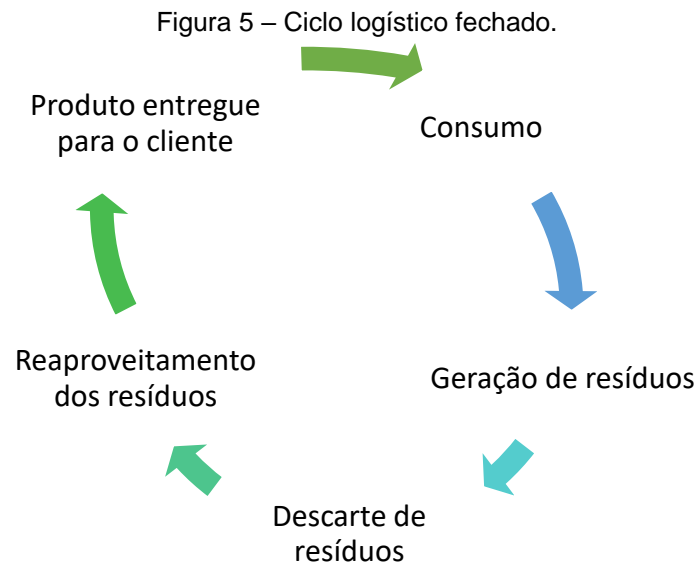 Figura 5 – Ciclo logístico fechado.
Produto entregue
para o cliente
Consumo
Geração de resíduos
Descarte de
resíduos
Reaproveitamento
dos resíduos